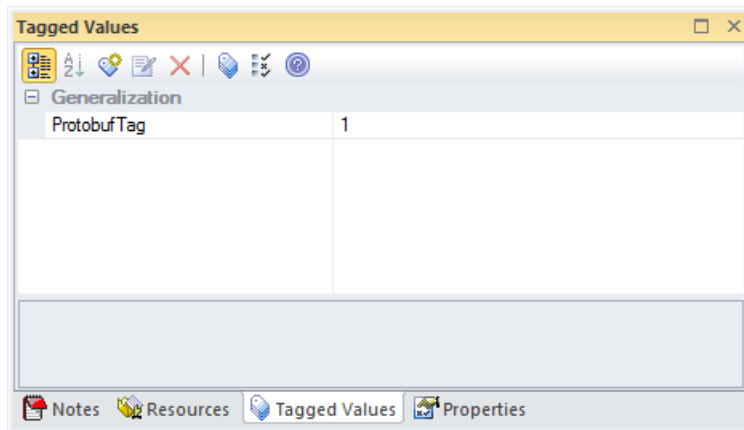 Tagged Values
Generalization
ProtobufTag 1
Notes Resources Tagged Values Properties